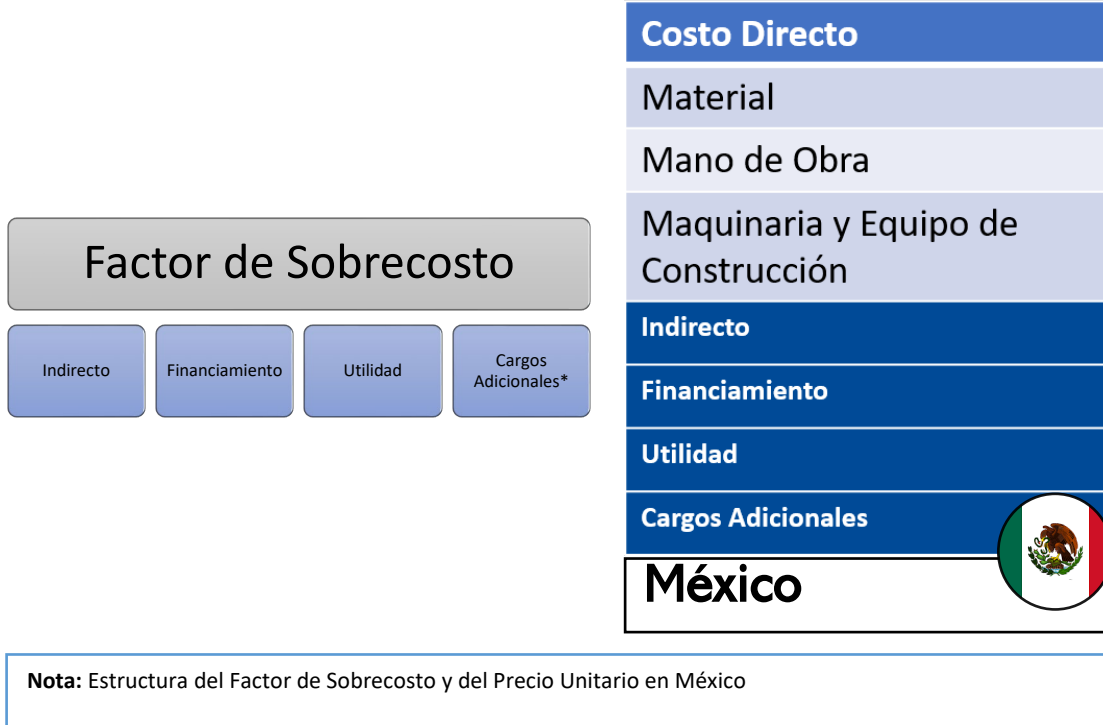 Factor de Sobrecosto
Indirecto
Financiamiento
Utilidad
Cargos
Adicionales*
Costo Directo
Material
Mano de Obra
Maquinaria y Equipo de
Construcción
Indirecto
Financiamiento
Utilidad
Cargos Adicionales
México
Nota: Estructura del Factor de Sobrecosto y del Precio Unitario en México